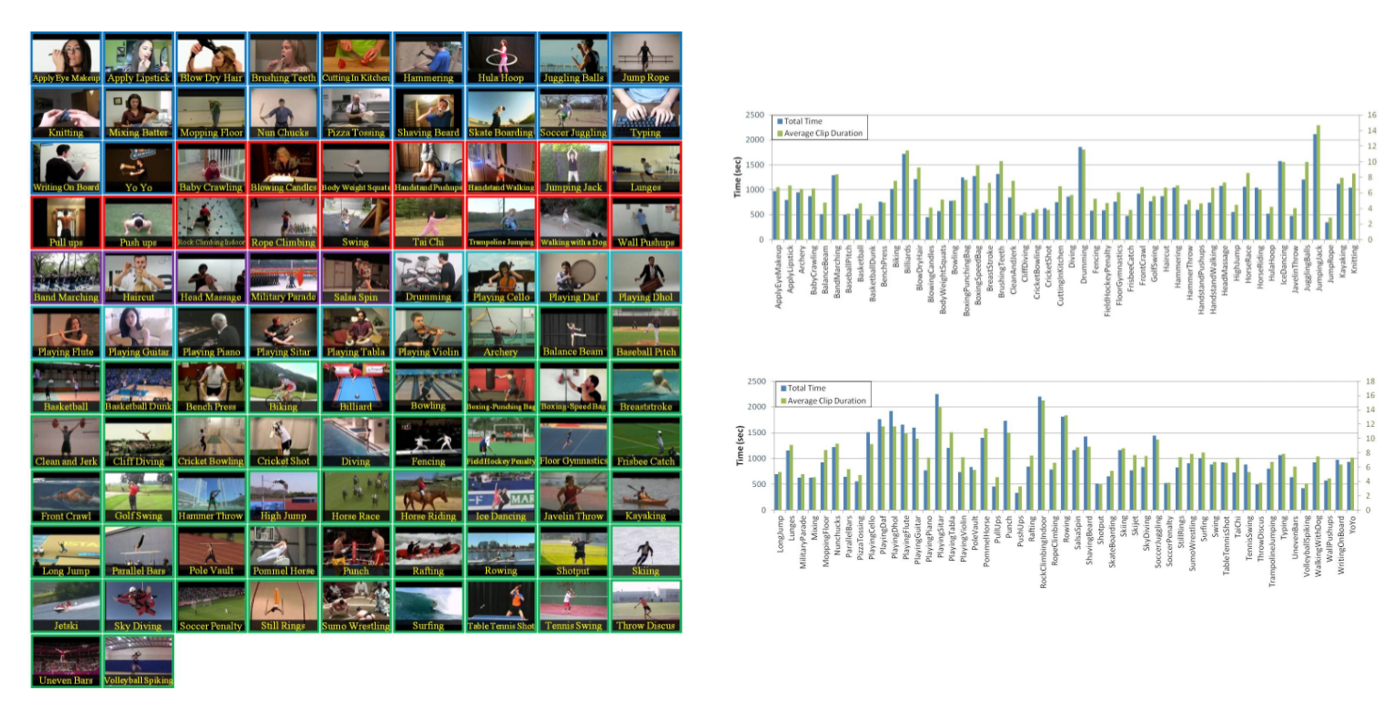 Apply Eye Makeup Apply Lipstick Blow Dry Hair Brushing Teeth Cutting In Kitchen Hammering Hula Hoop Juggling Balls Jump Rope
Knitting Mixing Batter Mopping Floor Nun Chucks Pizza Tossing Shaving Beard Skate Boarding Soccer Juggling Typing
Writing On Board Yo Yo Baby Crawling Blowing Candles Body Weight Squats Handstand Pushups Handstand Walking Jumping Jack Lunges
Pull ups Push ups Rock Climbing Indoor Rope Climbing Swing Tai Chi Trampoline Jumping Walking with a Dog Wall Pushups
Band Marching Haircut Head Massage Military Parade Salsa Spin Drumming Playing Cello Playing Daf Playing Dhol
Playing Flute Playing Guitar Playing Piano Playing Sitar Playing Tabla Playing Violin Archery Balance Beam Baseball Pitch
Basketball Basketball Dunk Bench Press Biking Billiard Bowling Boxing-Punching Bag Boxing-Speed Bag Breaststroke
Clean and Jerk Cliff Diving Cricket Bowling Cricket Shot Diving Fencing Field Hockey Penalty Floor Gymnastics Frisbee Catch
Front Crawl Golf Swing Hammer Throw High Jump Horse Race Horse Riding Ice Dancing Javelin Throw Kayaking
Long Jump Parallel Bars Pole Vault Pommel Horse Punch Rafting Rowing Shotput Skiing
Jetski Sky Diving Soccer Penalty Still Rings Sumo Wrestling Surfing Table Tennis Shot Tennis Swing Throw Discus
Uneven Bars Volleyball Spiking
2500 16
Total Time
Average Clip Duration
14
2000
12
1500
10
8
1000
6
500
4
2
0 0
Time (sec)
ApplyEyeMakeup
ApplyLipstick
Archery
BabyCrawling
BalanceBeam
BandMarching
BaseballPitch
Basketball
BasketballDunk
BenchPress
Biking
Billiards
BlowDryHair
BlowingCandles
BodyWeightSquats
Bowling
BoxingPunchingBag
BoxingSpeedBag
BreastStroke
BrushingTeeth
CleanAndJerk
CliffDiving
CricketBowling
CricketShot
CuttingInKitchen
Diving
Drumming
Fencing
FieldHockeyPenalty
FloorGymnastics
FrisbeeCatch
FrontCrawl
GolfSwing
Haircut
Hammering
HammerThrow
HandstandPushups
HandstandWalking
HeadMassage
HighJump
HorseRace
HorseRiding
HulaHoop
IceDancing
JavelinThrow
JugglingBalls
JumpingJack
JumpRope
Kayaking
Knitting
2500 18
Total Time
Average Clip Duration
16
2000
14
12
1500
10
1000
8
6
500
4
2
0 0
Time (sec)
LongJump
Lunges
MilitaryParade
Mixing
MoppingFloor
Nunchucks
ParallelBars
PizzaTossing
PlayingCello
PlayingDaf
PlayingDhol
PlayingFlute
PlayingGuitar
PlayingPiano
PlayingSitar
PlayingTabla
PlayingViolin
PoleVault
PommelHorse
PullUps
Punch
PushUps
Rafting
RockClimbingIndoor
RopeClimbing
Rowing
SalsaSpin
ShavingBeard
Shotput
SkateBoarding
Skiing
Skijet
SkyDiving
SoccerJuggling
SoccerPenalty
StillRings
SumoWrestling
Surfing
Swing
TableTennisShot
TaiChi
TennisSwing
ThrowDiscus
TrampolineJumping
Typing
UnevenBars
VolleyballSpiking
WalkingWithDog
WallPushups
WritingOnBoard
YoYo